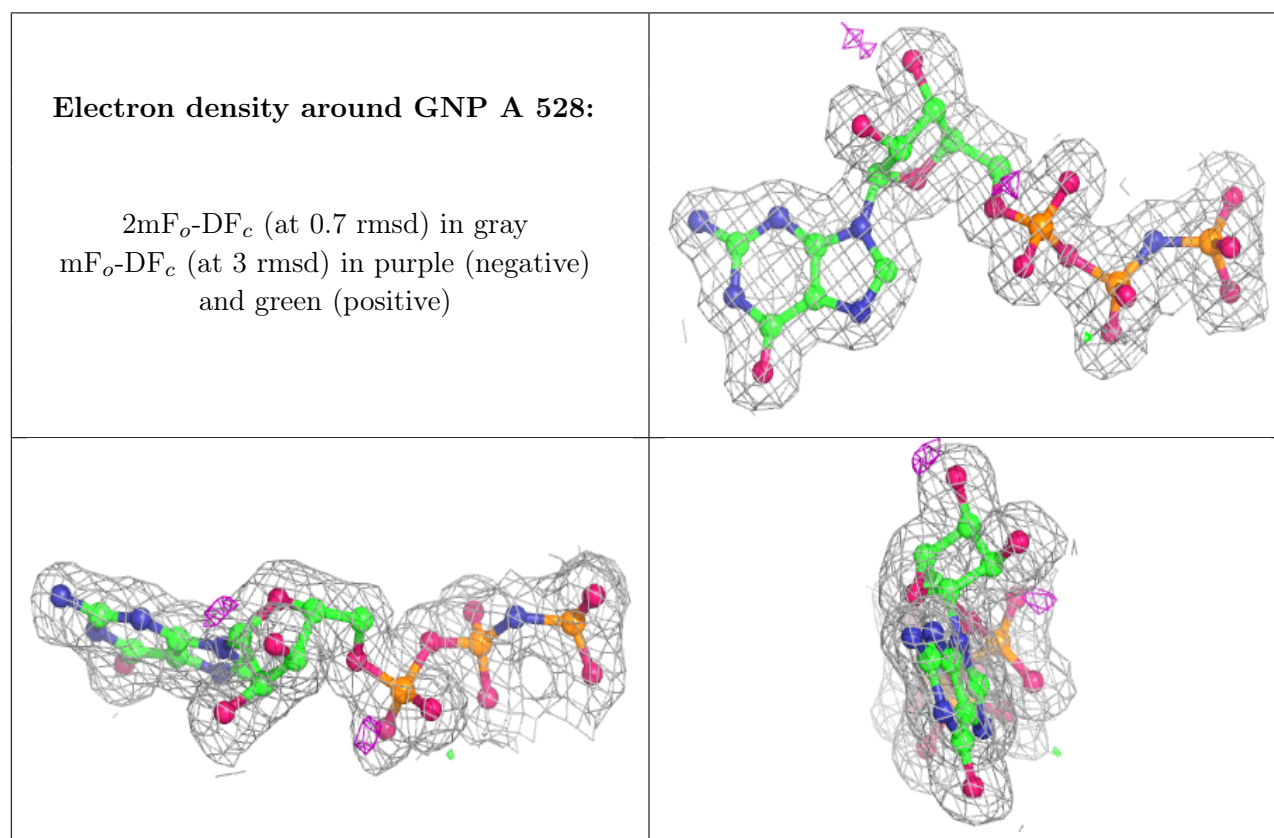 Electron density around GNP A 528:
2mFo-DFc (at 0.7 rmsd) in gray
mFo-DFc (at 3 rmsd) in purple (negative)
and green (positive)